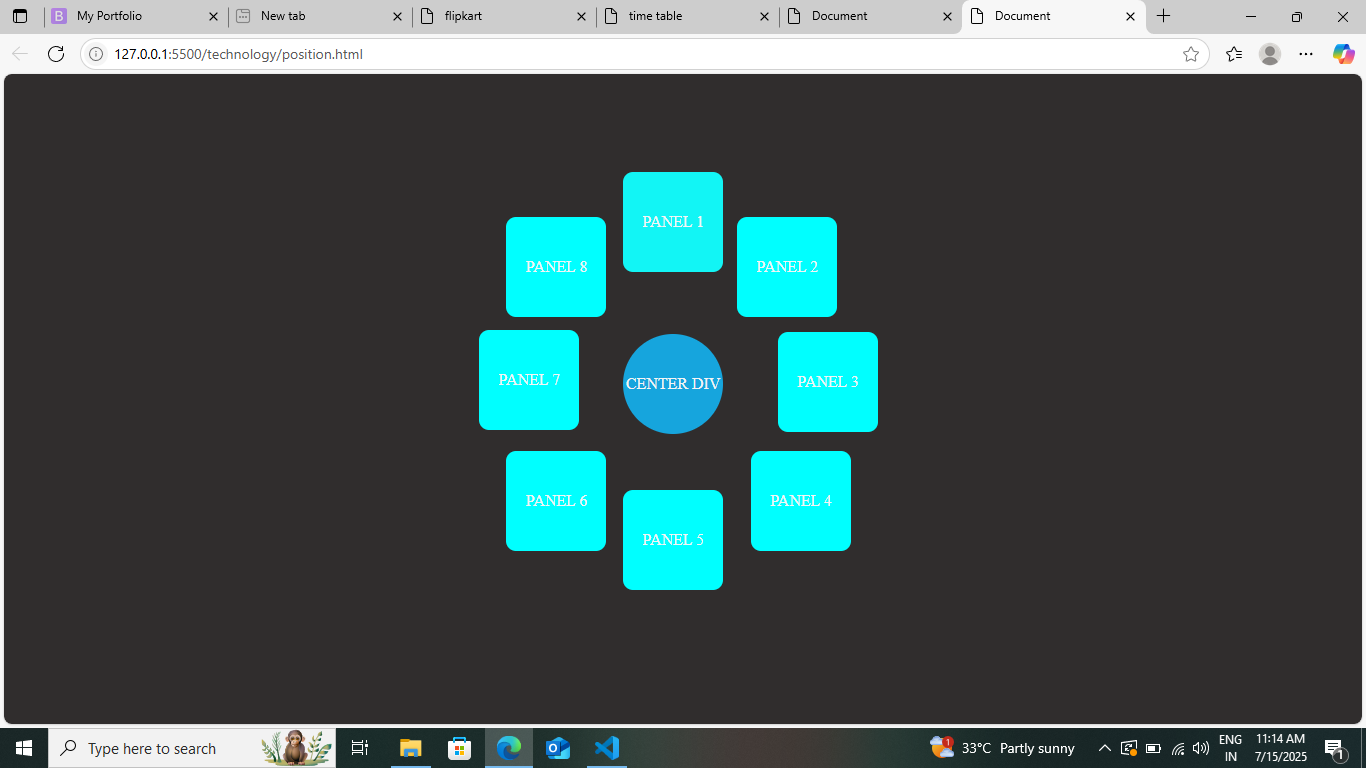 My Portfolio
New tab
flipkart
time table
Document
Document
127.0.0.1:5500/technology/position.html
PANEL 1
PANEL 8
PANEL 2
PANEL 7
CENTER DIV
PANEL 3
PANEL 6
PANEL 4
PANEL 5
Type here to search
1
33°C Partly sunny
ENG
IN
11:14 AM
7/15/2025
1